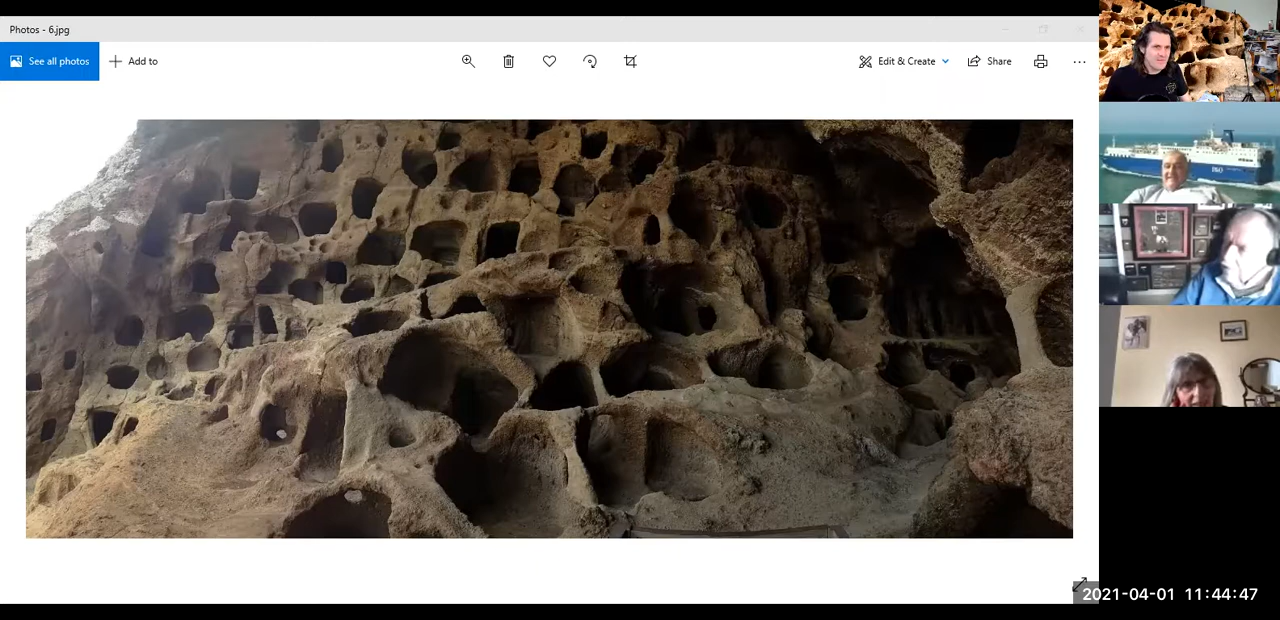 Photos - 6.jpg
See all photos
Add to
Edit & Create
Share
P&O
2021-04-01 11:44:47